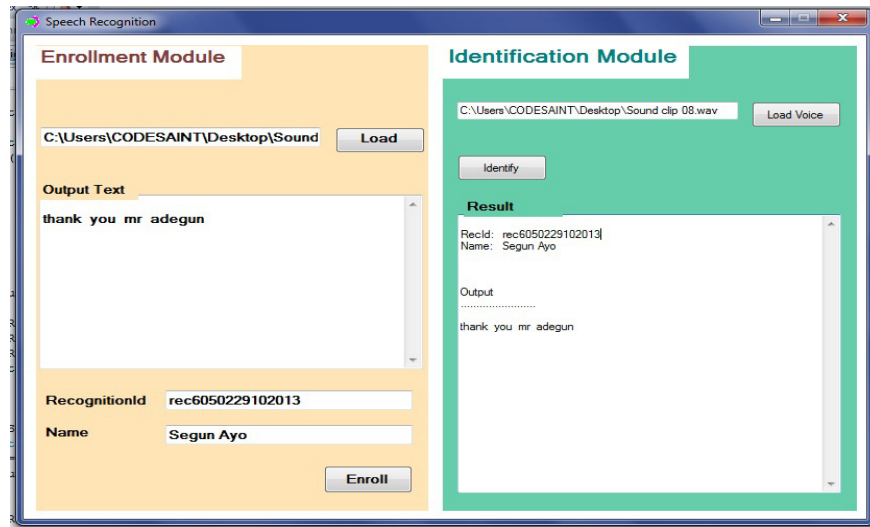 Speech Recognition
Enrollment Module
C:\Users\CODESAINT\Desktop\Sound
Load
Output Text
thank you mr adegun
RecognitionId rec6050229102013
Name Segun Ayo
Enroll
Identification Module
C:\Users\CODESAINT\Desktop\Sound clip 08.wav
Load Voice
Identify
Result
RecId: rec6050229102013
Name: Segun Ayo
Output
........................
thank you mr adegun